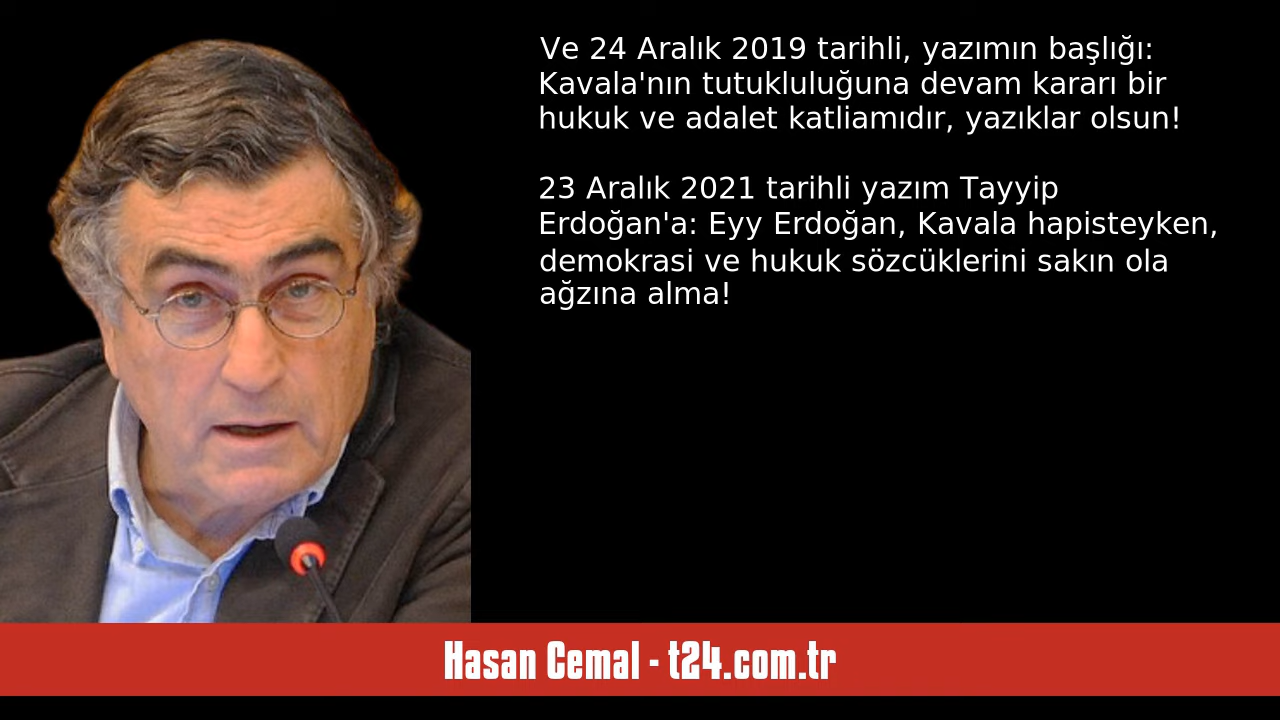 Ve 24 Aralık 2019 tarihli, yazımın başlığı:
Kavala'nın tutukluluğuna devam kararı bir
hukuk ve adalet katliamıdır, yazıklar olsun!
23 Aralık 2021 tarihli yazım Tayyip
Erdoğan'a: Eyy Erdoğan, Kavala hapisteyken,
demokrasi ve hukuk sözcüklerini sakın ola
ağzına alma!
Hasan Cemal - t24.com.tr